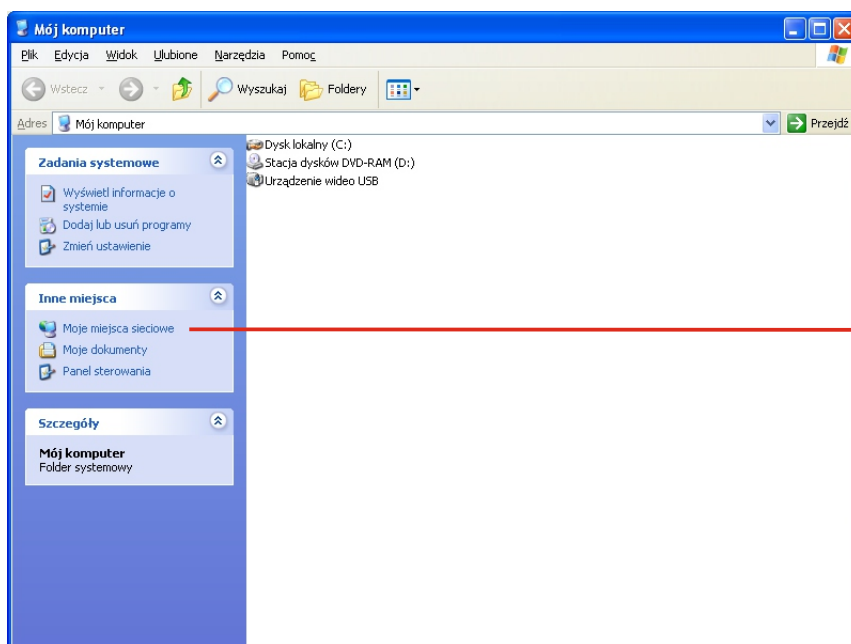 Mój komputer
Plik Edycja Widok Ulubione Narzędzia Pomoc
Wstecz Wyszukaj Foldery
Adres Mój komputer Przejdź
Zadania systemowe
Wyświetl informacje o
systemie
Dodaj lub usuń programy
Zmień ustawienie
Inne miejsca
Moje miejsca sieciowe
Moje dokumenty
Panel sterowania
Szczegóły
Mój komputer
Folder systemowy
Dysk lokalny (C:)
Stacja dysków DVD-RAM (D:)
Urządzenie wideo USB